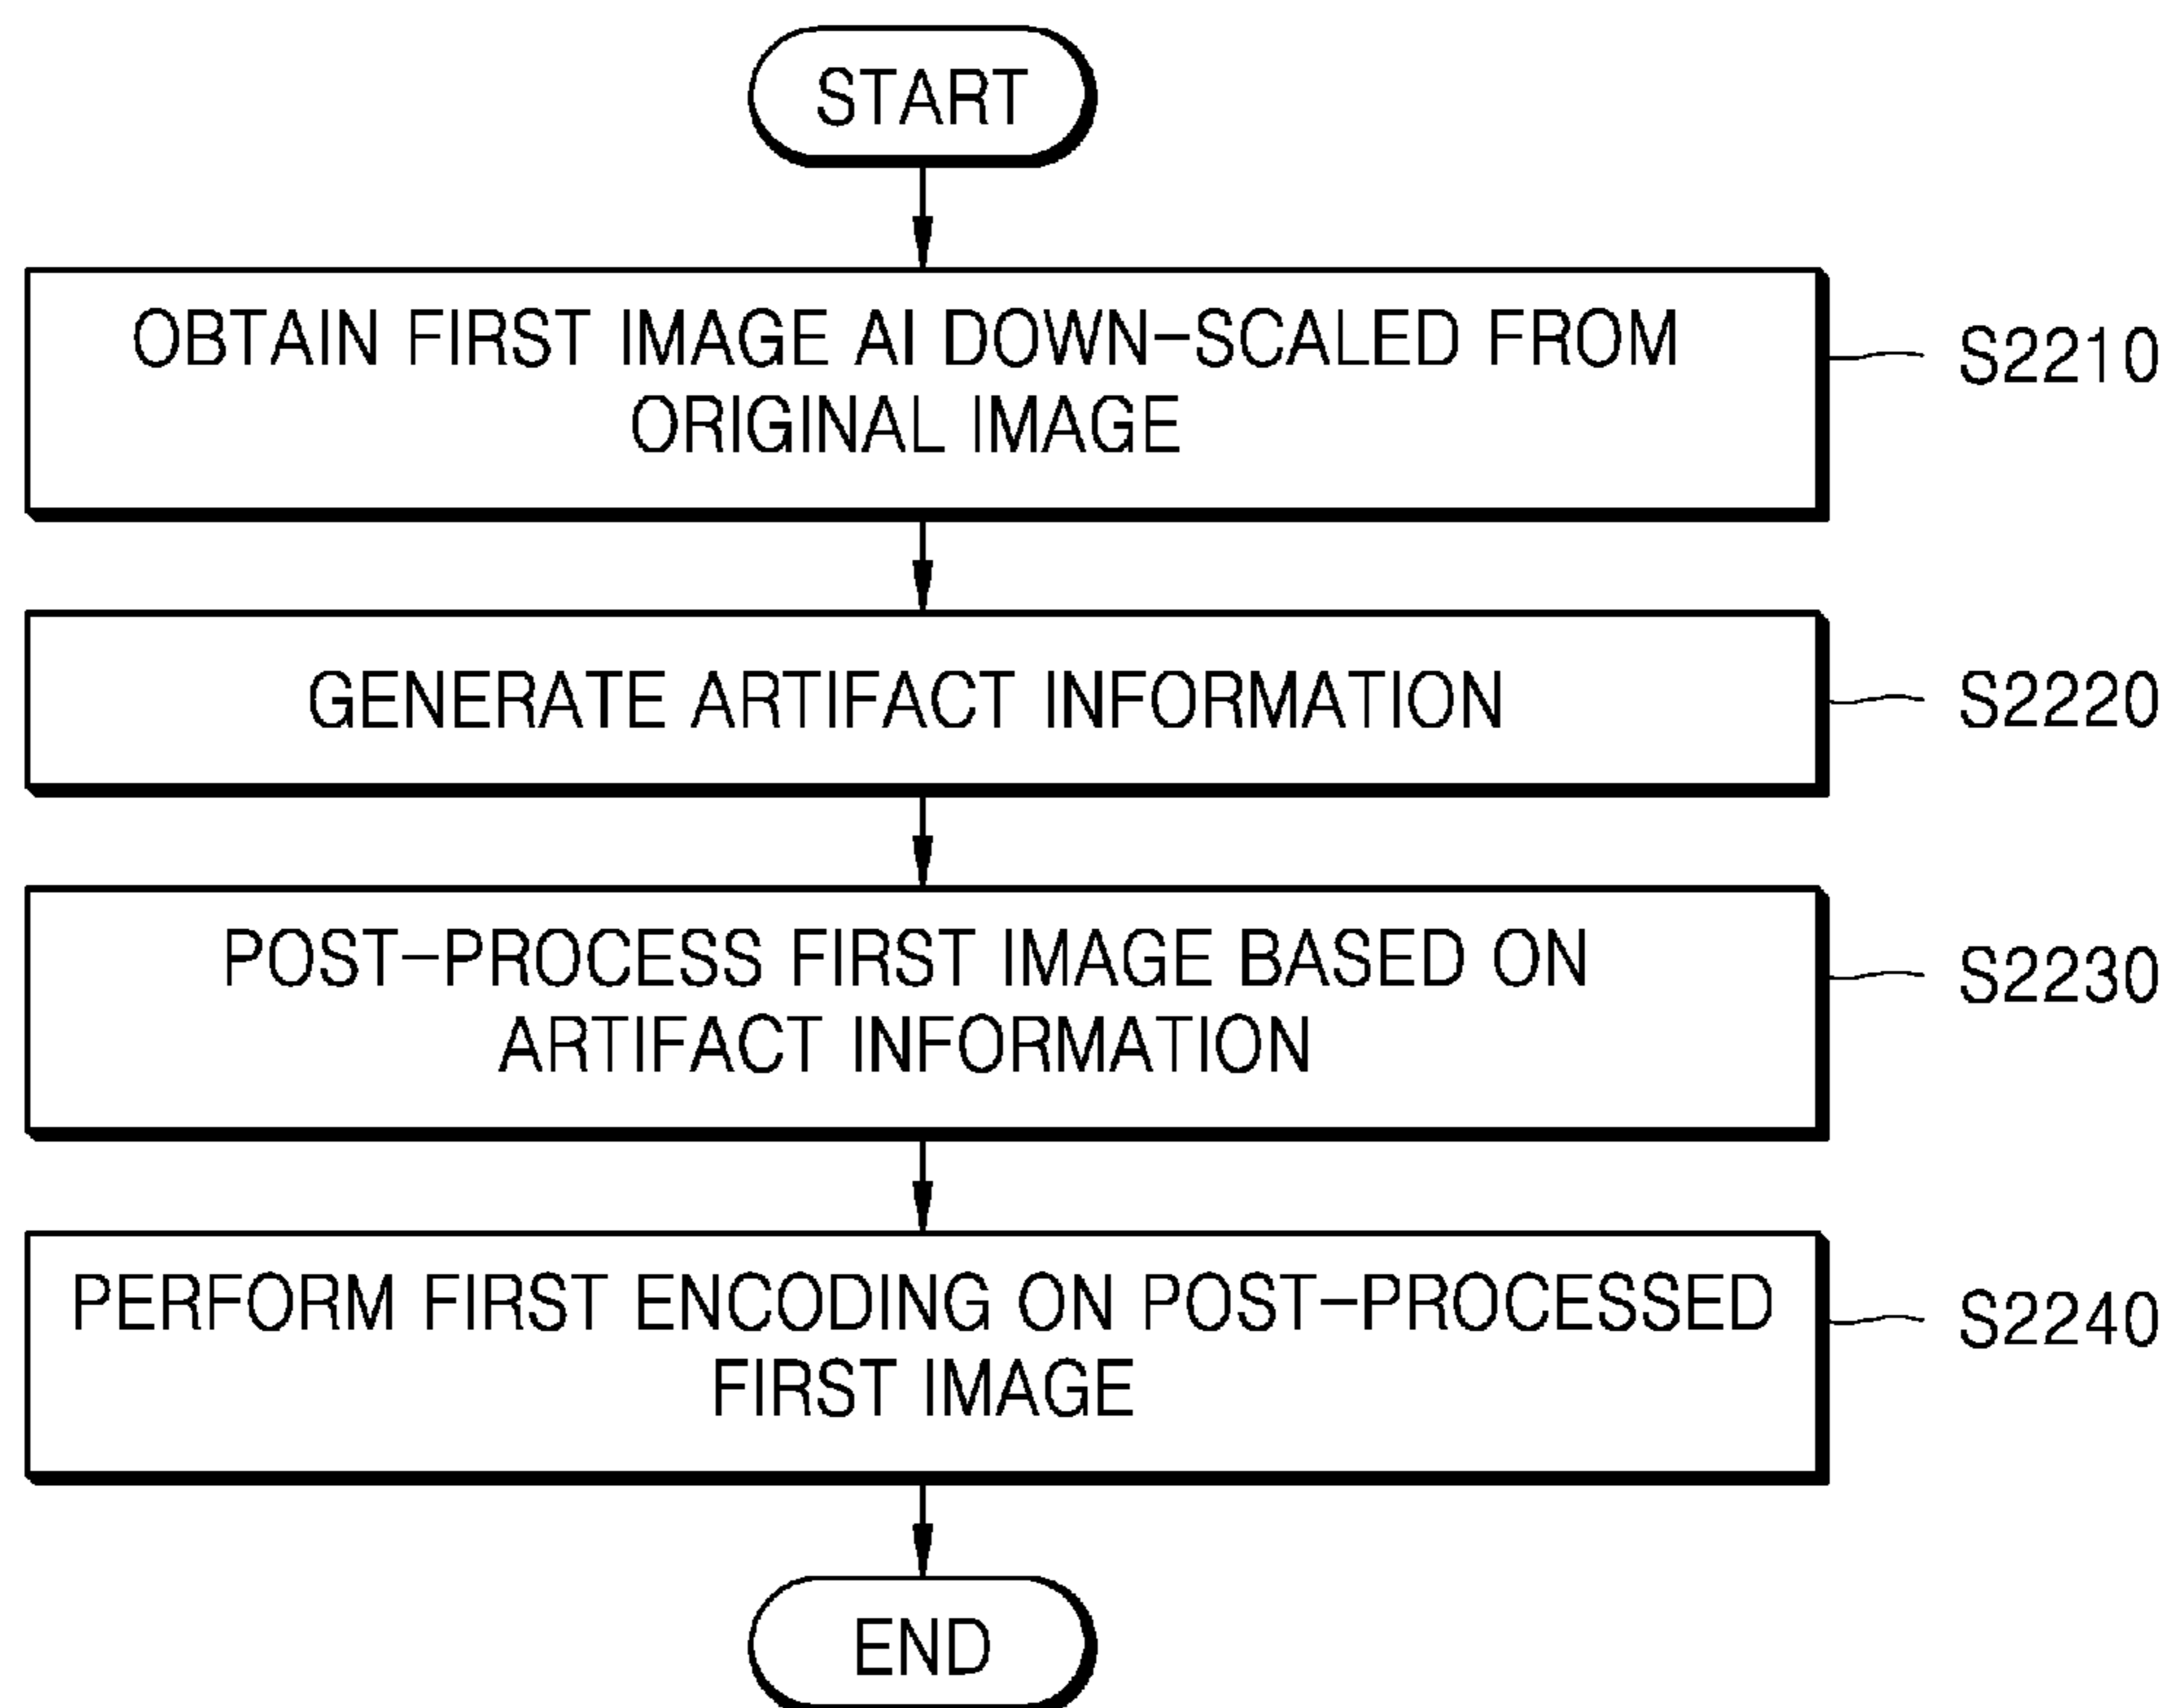 START
OBTAIN FIRST IMAGE AI DOWN-SCALED FROM
ORIGINAL IMAGE
S2210
GENERATE ARTIFACT INFORMATION
S2220
POST-PROCESS FIRST IMAGE BASED ON
ARTIFACT INFORMATION
S2230
PERFORM FIRST ENCODING ON POST-PROCESSED
FIRST IMAGE
S2240
END